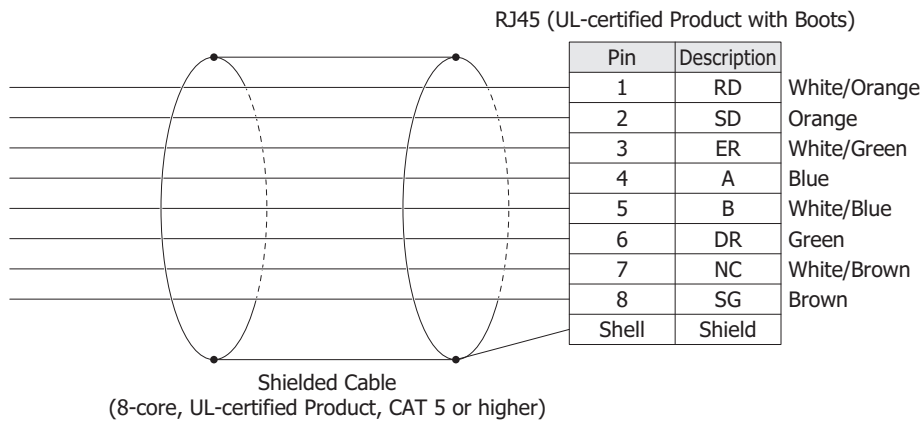 RJ45 (UL-certified Product with Boots)
Pin Description
1 RD White/Orange
2 SD Orange
3 ER White/Green
4 A Blue
5 B White/Blue
6 DR Green
7 NC White/Brown
8 SG Brown
Shell Shield
Shielded Cable
(8-core, UL-certified Product, CAT 5 or higher)